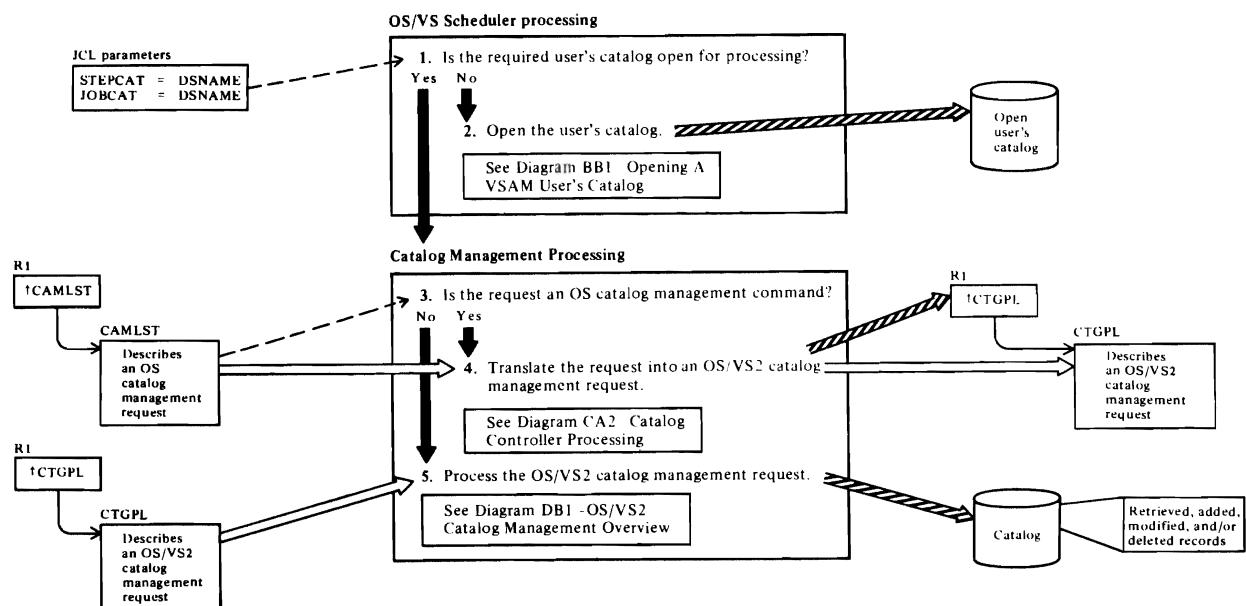 OS/VS Scheduler processing
JCL parameters
STEPCAT = DSNAME
JOBCAT = DSNAME
1. Is the required user's catalog open for processing?
Yes No
2. Open the user's catalog.
See Diagram BB1 Opening A
VSAM User's Catalog
Open
user's
catalog
Catalog Management Processing
R1
↑CAMLST
CAMLST
Describes
an OS
catalog
management
request
3. Is the request an OS catalog management command?
No Yes
4. Translate the request into an OS/VS2 catalog
management request.
See Diagram CA2 Catalog
Controller Processing
R1
↑CTGPL
CTGPL
Describes
an OS/VS2
catalog
management
request
R1
↑CTGPL
CTGPL
Describes
an OS/VS2
catalog
management
request
5. Process the OS/VS2 catalog management request.
See Diagram DB1 -OS/VS2
Catalog Management Overview
Catalog
Retrieved, added,
modified, and/or
deleted records